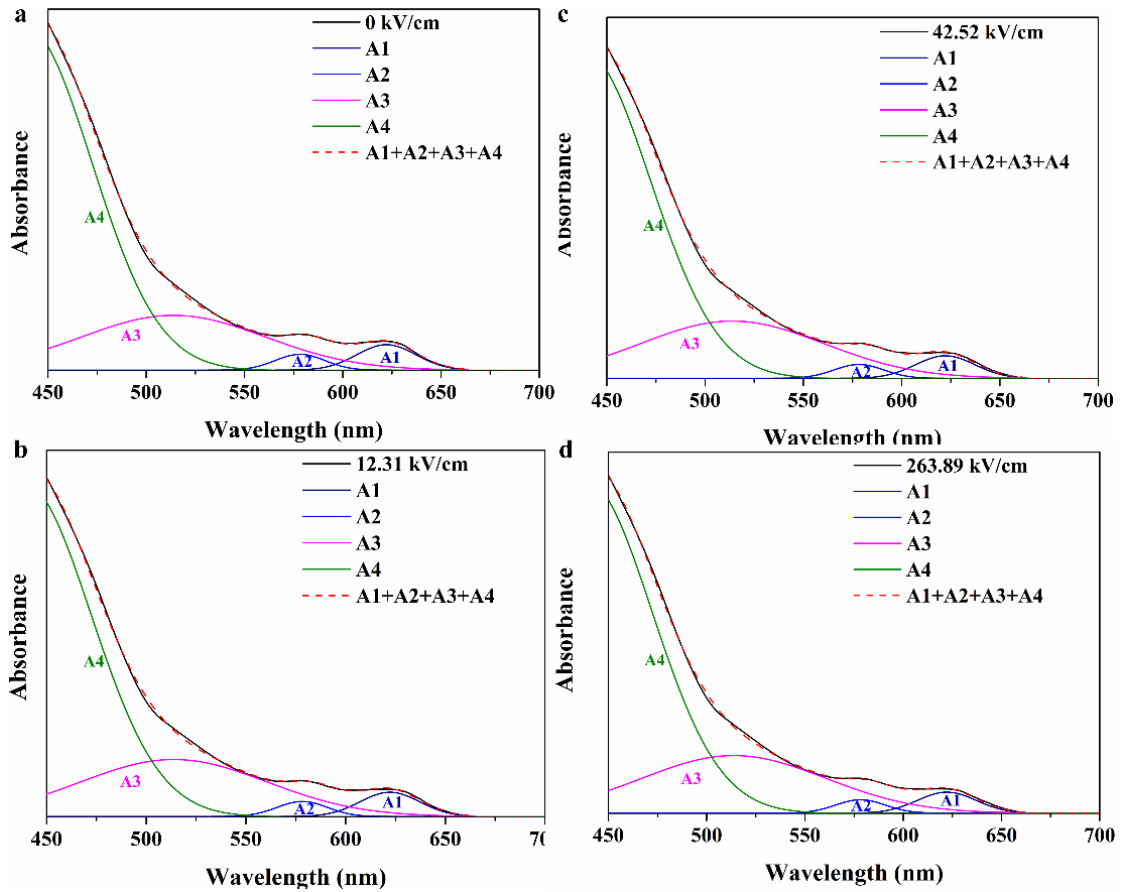 a
0 kV/cm
A1
A2
A3
A4
A1+A2+A3+A4
Absorbance
A4
A3
A2
A1
450 500 550 600 650 700
Wavelength (nm)
c
42.52 kV/cm
A1
A2
A3
A4
A1+A2+A3+A4
Absorbance
A4
A3
A2
A1
450 500 550 600 650 700
Wavelength (nm)
b
12.31 kV/cm
A1
A2
A3
A4
A1+A2+A3+A4
Absorbance
A4
A3
A2
A1
450 500 550 600 650 70
Wavelength (nm)
d
263.89 kV/cm
A1
A2
A3
A4
A1+A2+A3+A4
Absorbance
A4
A3
A2
A1
450 500 550 600 650 700
Wavelength (nm)